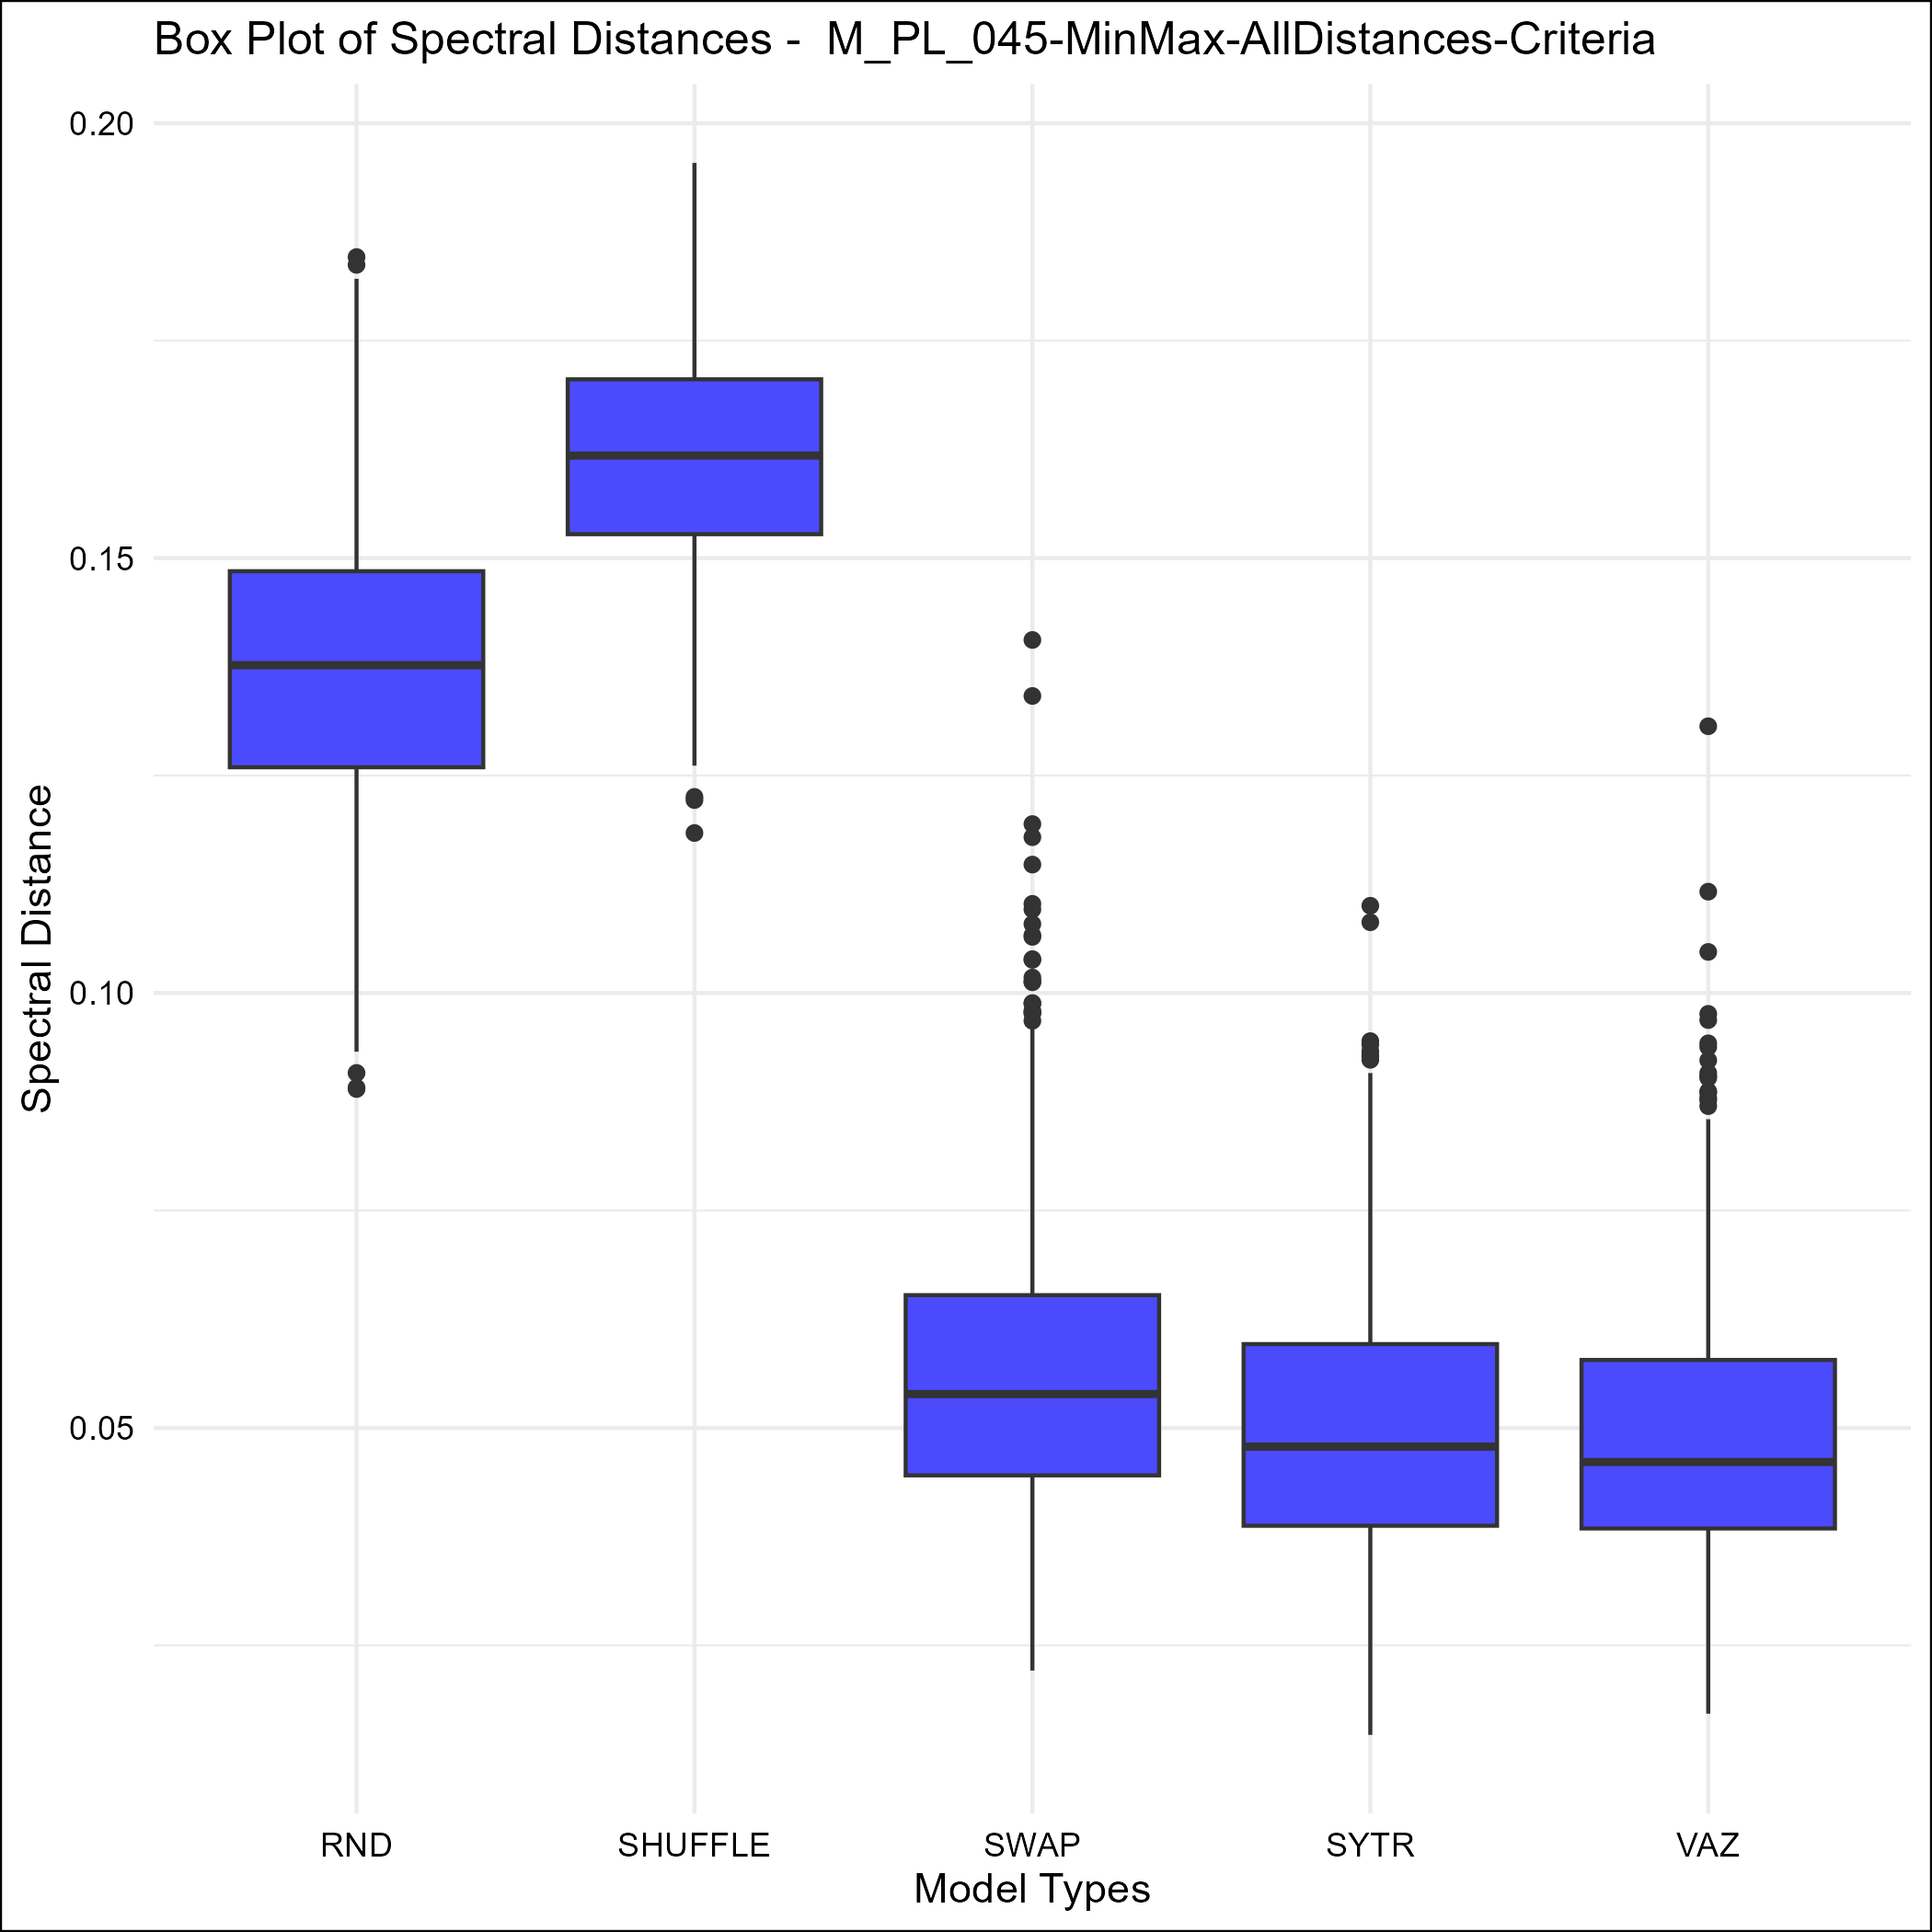 Box Plot of Spectral Distances -  M_PL_045-MinMax-AllDistances-Criteria
Spectral Distance
0.20
0.15
0.10
0.05
RND SHUFFLE SWAP SYTR VAZ
Model Types